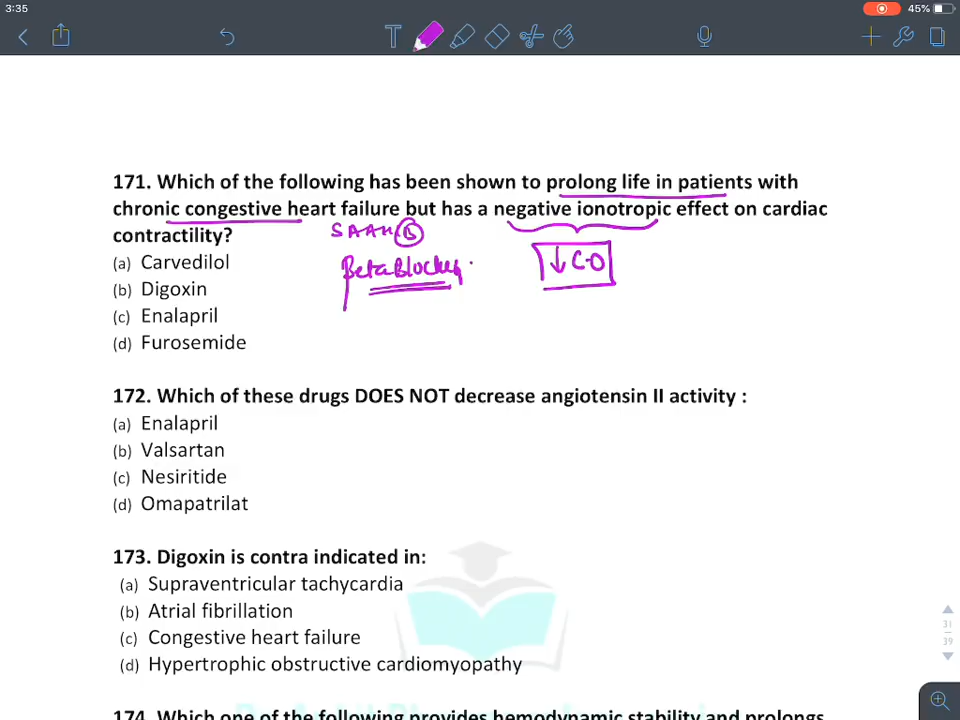 3:35
45%
T
171. Which of the following has been shown to prolong life in patients with
chronic congestive heart failure but has a negative ionotropic effect on cardiac
contractility?
SAAH B
(a) Carvedilol
Beta Blocker
↓ C.O
(b) Digoxin
(c) Enalapril
(d) Furosemide
172. Which of these drugs DOES NOT decrease angiotensin II activity :
(a) Enalapril
(b) Valsartan
(c) Nesiritide
(d) Omapatrilat
173. Digoxin is contra indicated in:
(a) Supraventricular tachycardia
(b) Atrial fibrillation
(c) Congestive heart failure
(d) Hypertrophic obstructive cardiomyopathy
31
39
174. Which one of the following provides hemodynamic stability and prolongs